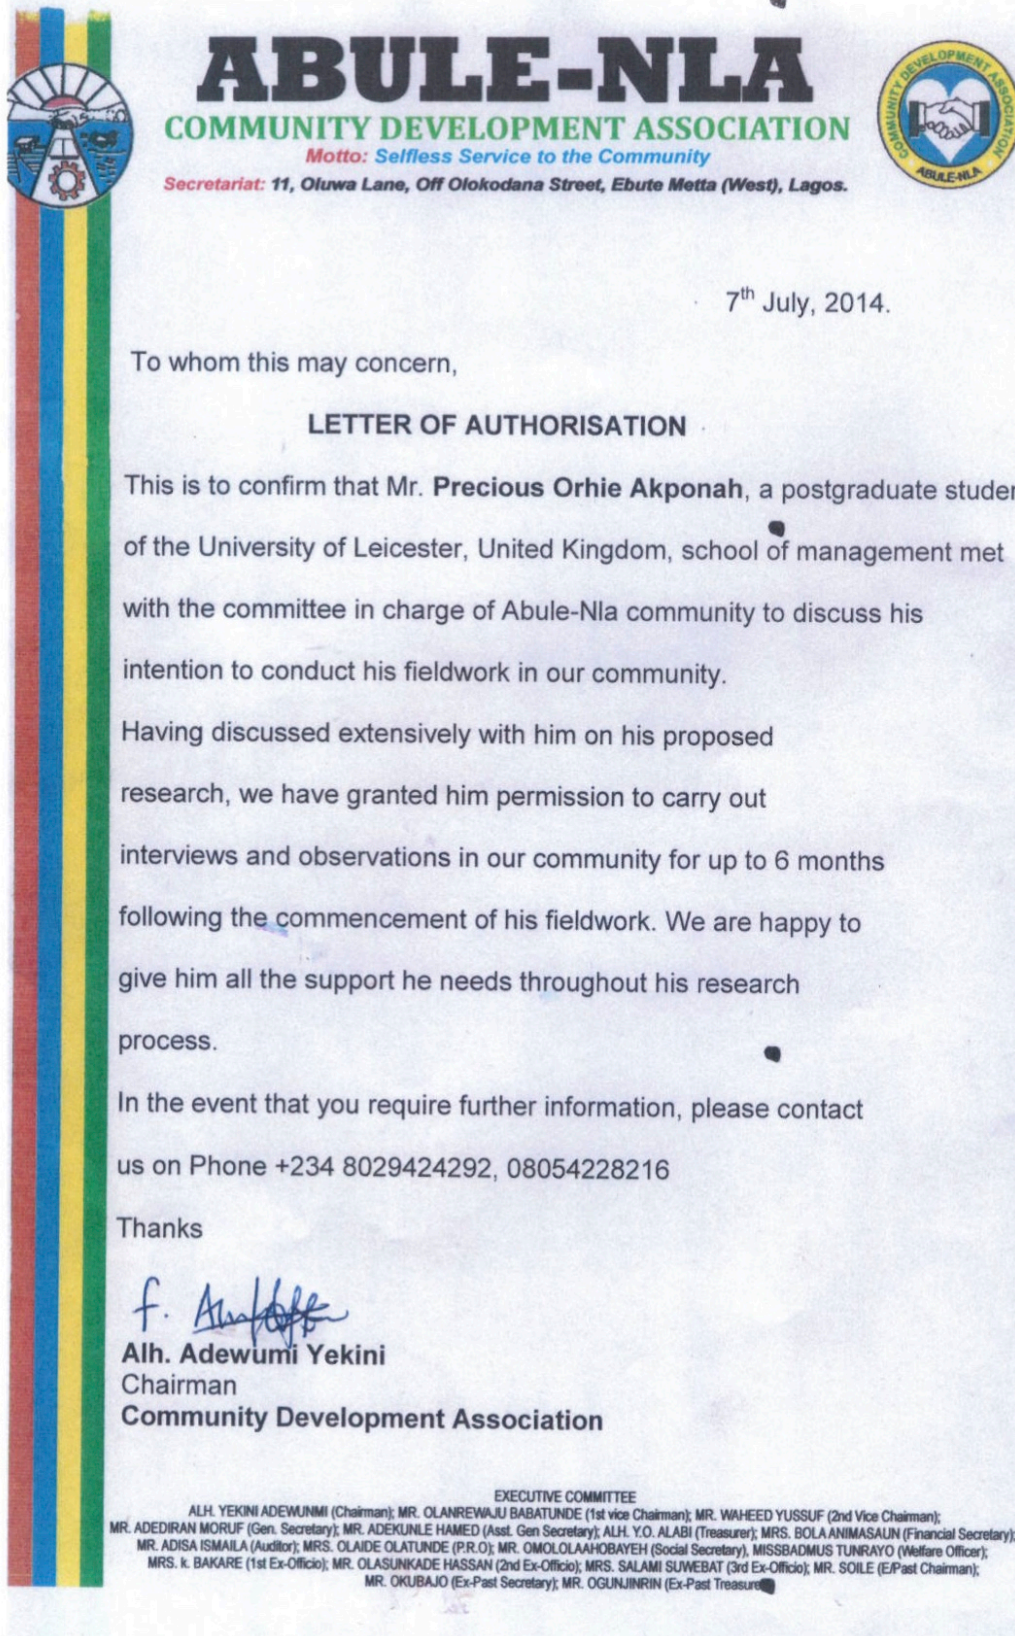 ABULE-NLA
COMMUNITY DEVELOPMENT ASSOCIATION
Motto: Selfless Service to the Community
Secretariat: 11, Oluwa Lane, Off Olokodana Street, Ebute Metta (West), Lagos.
COMMUNITY DEVELOPMENT ASSOCIATION
ABULE-NLA
7th July, 2014.
To whom this may concern,
LETTER OF AUTHORISATION
This is to confirm that Mr. Precious Orhie Akponah, a postgraduate studen
of the University of Leicester, United Kingdom, school of management met
with the committee in charge of Abule-Nla community to discuss his
intention to conduct his fieldwork in our community.
Having discussed extensively with him on his proposed
research, we have granted him permission to carry out
interviews and observations in our community for up to 6 months
following the commencement of his fieldwork. We are happy to
give him all the support he needs throughout his research
process.
In the event that you require further information, please contact
us on Phone +234 8029424292, 08054228216
Thanks
f.
Alh. Adewumi Yekini
Chairman
Community Development Association
EXECUTIVE COMMITTEE
ALH. YEKINI ADEWUNMI (Chairman); MR. OLANREWAJU BABATUNDE (1st vice Chairman); MR. WAHEED YUSSUF (2nd Vice Chairman);
MR. ADEDIRAN MORUF (Gen. Secretary); MR. ADEKUNLE HAMED (Asst. Gen Secretary); ALH. Y.O. ALABI (Treasurer); MRS. BOLA ANIMASAUN (Financial Secretary);
MR. ADISA ISMAILA (Auditor); MRS. OLAIDE OLATUNDE (P.R.O); MR. OMOLOLAAHOBAYEH (Social Secretary), MISSBADMUS TUNRAYO (Welfare Officer);
MRS. k. BAKARE (1st Ex-Officio); MR. OLASUNKADE HASSAN (2nd Ex-Officio); MRS. SALAMI SUWEBAT (3rd Ex-Officio); MR. SOILE (E/Past Chairman);
MR. OKUBAJO (Ex-Past Secretary); MR. OGUNJINRIN (Ex-Past Treasure